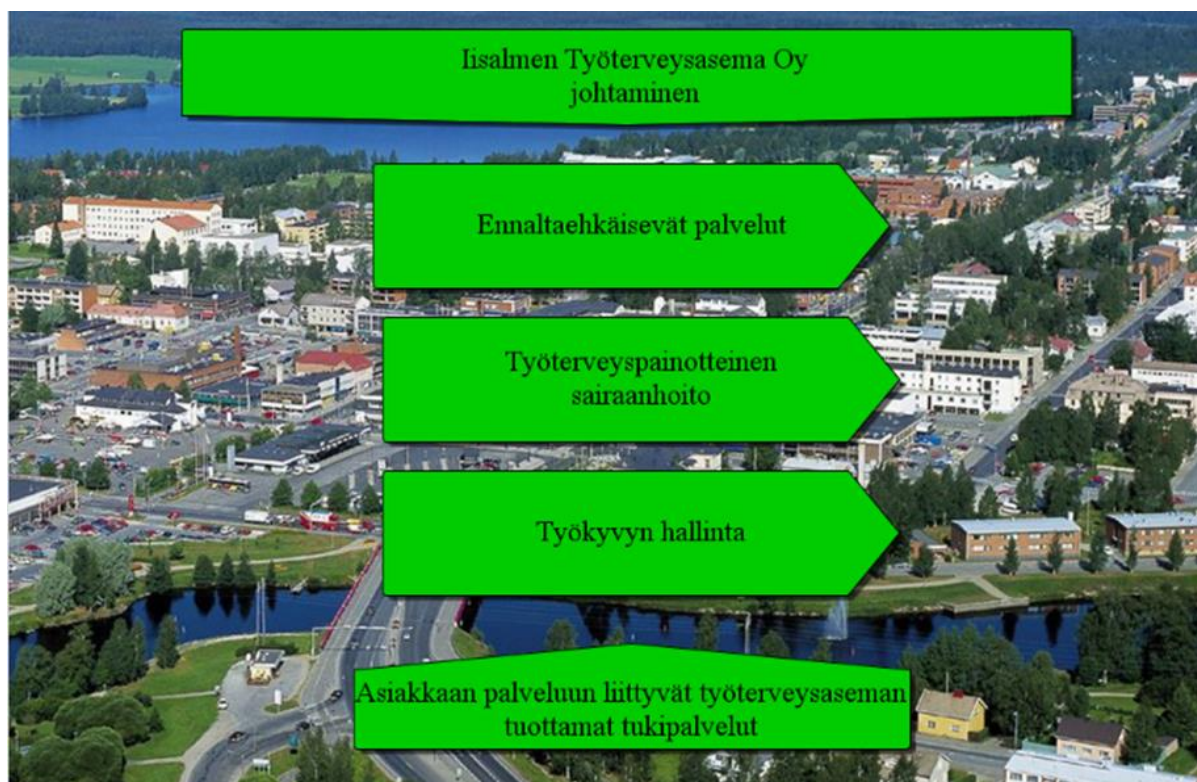 Iisalmen Työterveysasema Oy
johtaminen
Ennaltaehkäisevät palvelut
Työterveyspainotteinen
sairaanhoito
Työkyvyn hallinta
Asiakkaan palveluun liittyvät työterveysaseman
tuottamat tukipalvelut